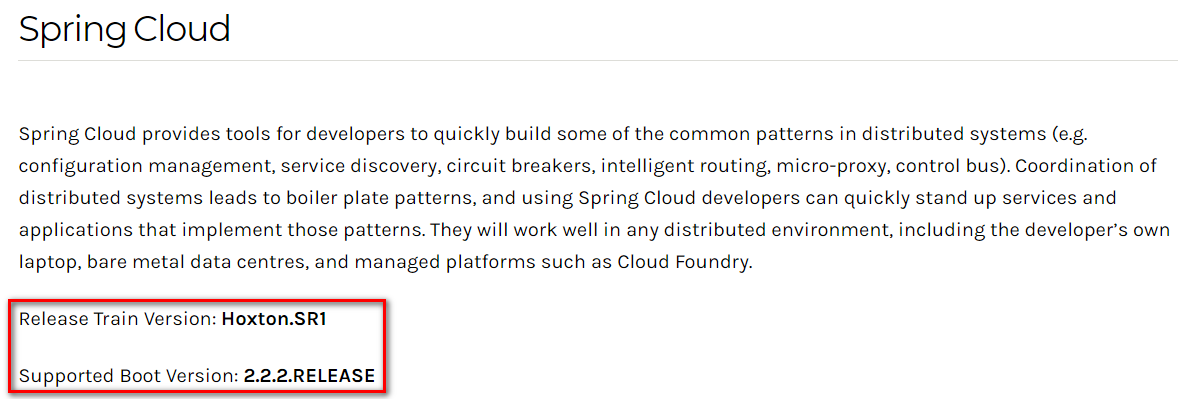 Spring Cloud
Spring Cloud provides tools for developers to quickly build some of the common patterns in distributed systems (e.g.
configuration management, service discovery, circuit breakers, intelligent routing, micro-proxy, control bus). Coordination of
distributed systems leads to boiler plate patterns, and using Spring Cloud developers can quickly stand up services and
applications that implement those patterns. They will work well in any distributed environment, including the developer’s own
laptop, bare metal data centres, and managed platforms such as Cloud Foundry.
Release Train Version: Hoxton.SR1
Supported Boot Version: 2.2.2.RELEASE